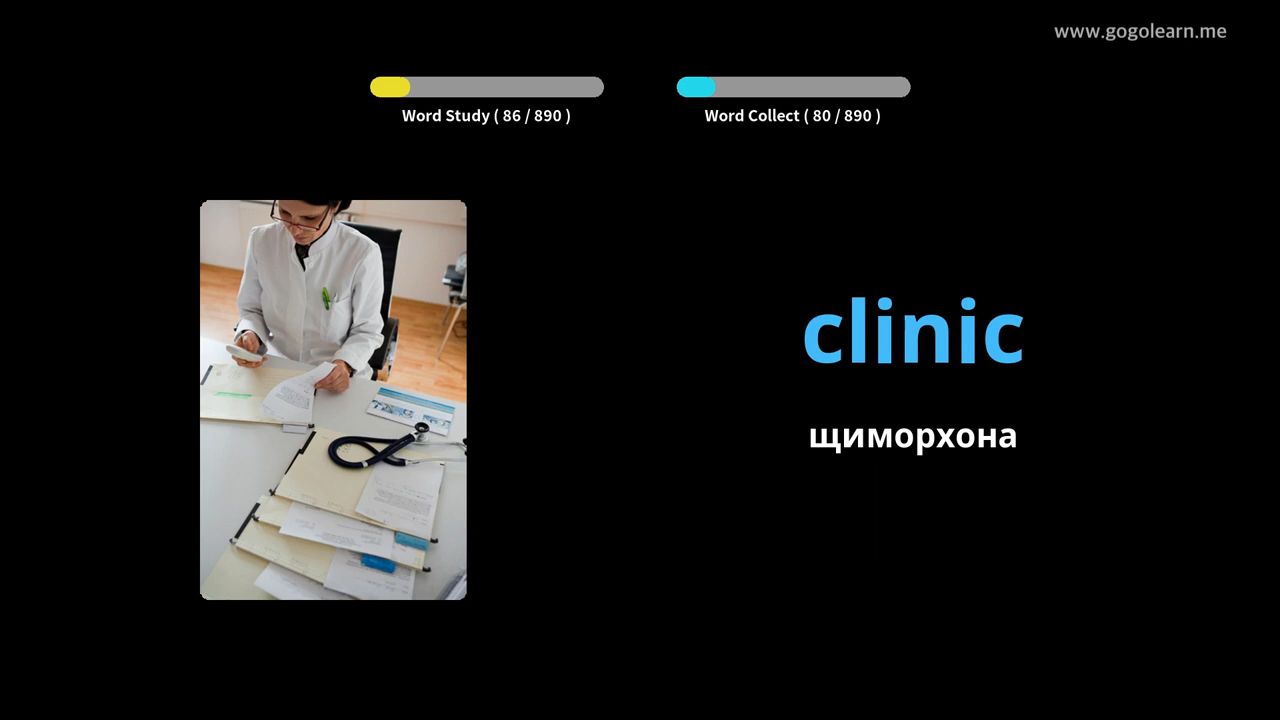 www.gogolearn.me
Word Study ( 86 / 890 )
Word Collect ( 80 / 890 )
clinic
щиморхона